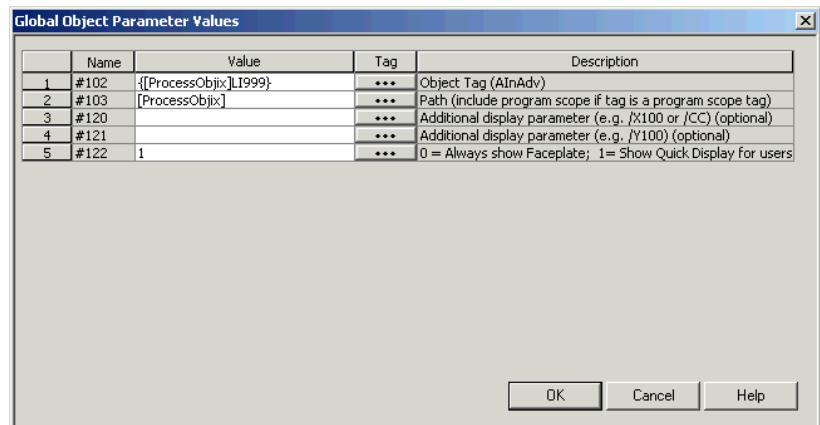 Global Object Parameter Values
Name Value Tag Description
1 #102 {[ProcessObjix]LI999} ••• Object Tag (AInAdv)
2 #103 [ProcessObjix] ••• Path (include program scope if tag is a program scope tag)
3 #120 ••• Additional display parameter (e.g. /X100 or /CC) (optional)
4 #121 ••• Additional display parameter (e.g. /Y100) (optional)
5 #122 1 ••• 0 = Always show Faceplate; 1= Show Quick Display for users
OK Cancel Help